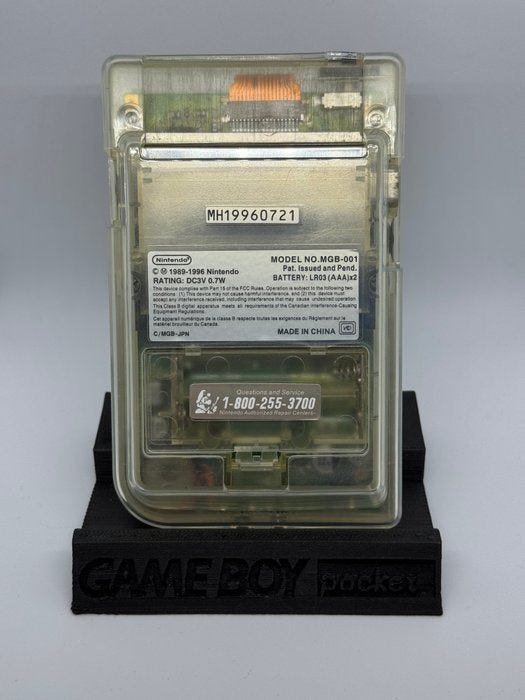 MH19960721
Nintendo MODEL NO.MGB-001
© Ⓜ 1989-1996 Nintendo Pat. Issued and Pend.
RATING: DC3V 0.7W BATTERY: LR03 (AAA)x2
This device complies with Part 15 of the FCC Rules. Operation is subject to the following two
conditions: (1) This device may not cause harmful interference, and (2) this device must
accept any interference received, including interference that may cause undesired operation.
This Class B digital apparatus meets all requirements of the Canadian Interference-Causing
Equipment Regulations.
Cet appareil numérique de la classe B respecte toutes les exigences du Règlement sur le
matériel brouilleur du Canada.
C/MGB-JPN MADE IN CHINA
Questions and Service
1-800-255-3700
Nintendo Authorized Repair Centers
GAME BOY pocket